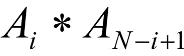 A_i * A_{N-i+1}